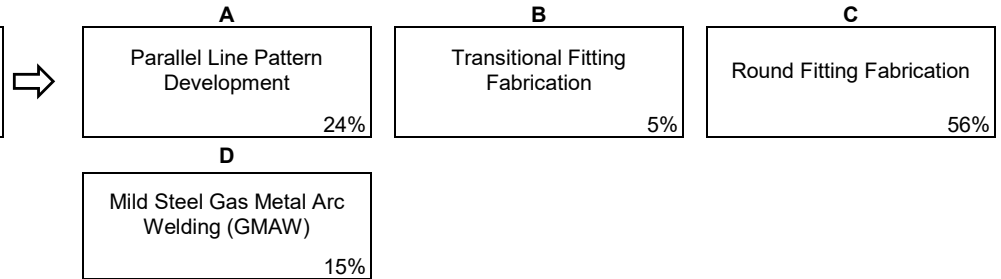 A
Parallel Line Pattern
Development
24%
B
Transitional Fitting
Fabrication
5%
C
Round Fitting Fabrication
56%
D
Mild Steel Gas Metal Arc
Welding (GMAW)
15%